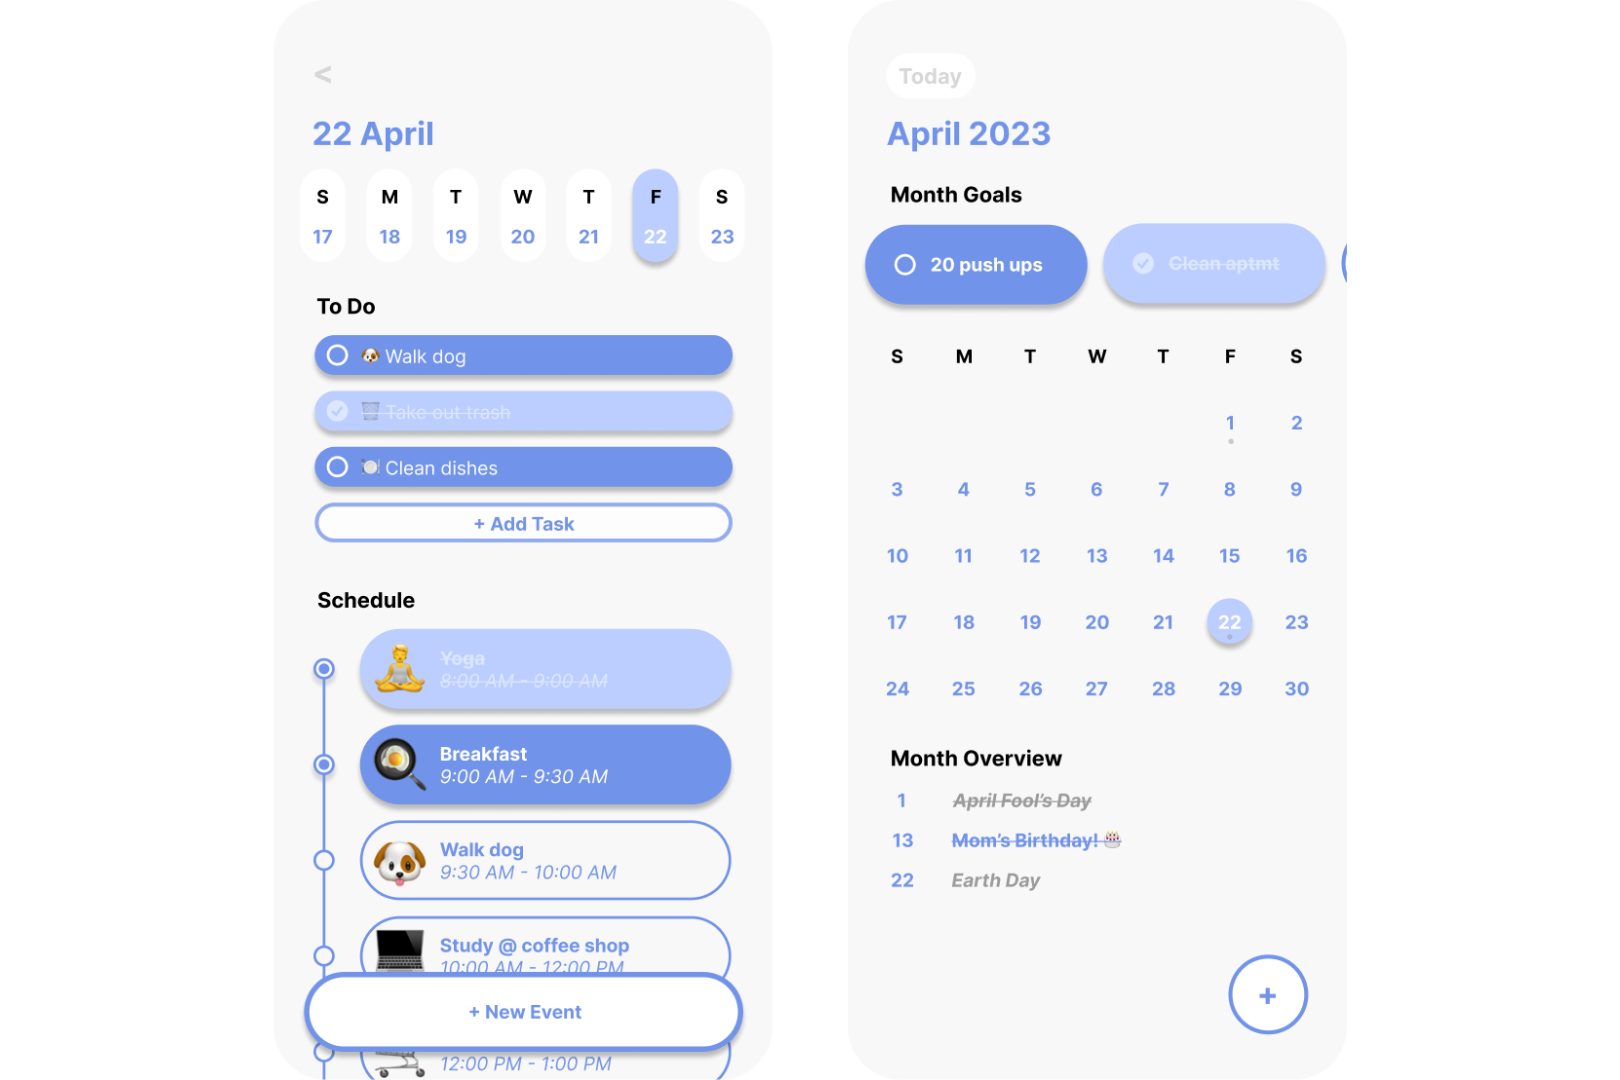 <
22 April
S M T W T F S
17 18 19 20 21 22 23
To Do
Walk dog
Take out trash
Clean dishes
+ Add Task
Schedule
Yoga
8:00 AM - 9:00 AM
Breakfast
9:00 AM - 9:30 AM
Walk dog
9:30 AM - 10:00 AM
Study @ coffee shop
10:00 AM - 12:00 PM
+ New Event
12:00 PM - 1:00 PM
Today
April 2023
Month Goals
20 push ups
Clean aptmt
S M T W T F S
1 2
3 4 5 6 7 8 9
10 11 12 13 14 15 16
17 18 19 20 21 22 23
24 25 26 27 28 29 30
Month Overview
1 April Fool’s Day
13 Mom’s Birthday!
22 Earth Day
+